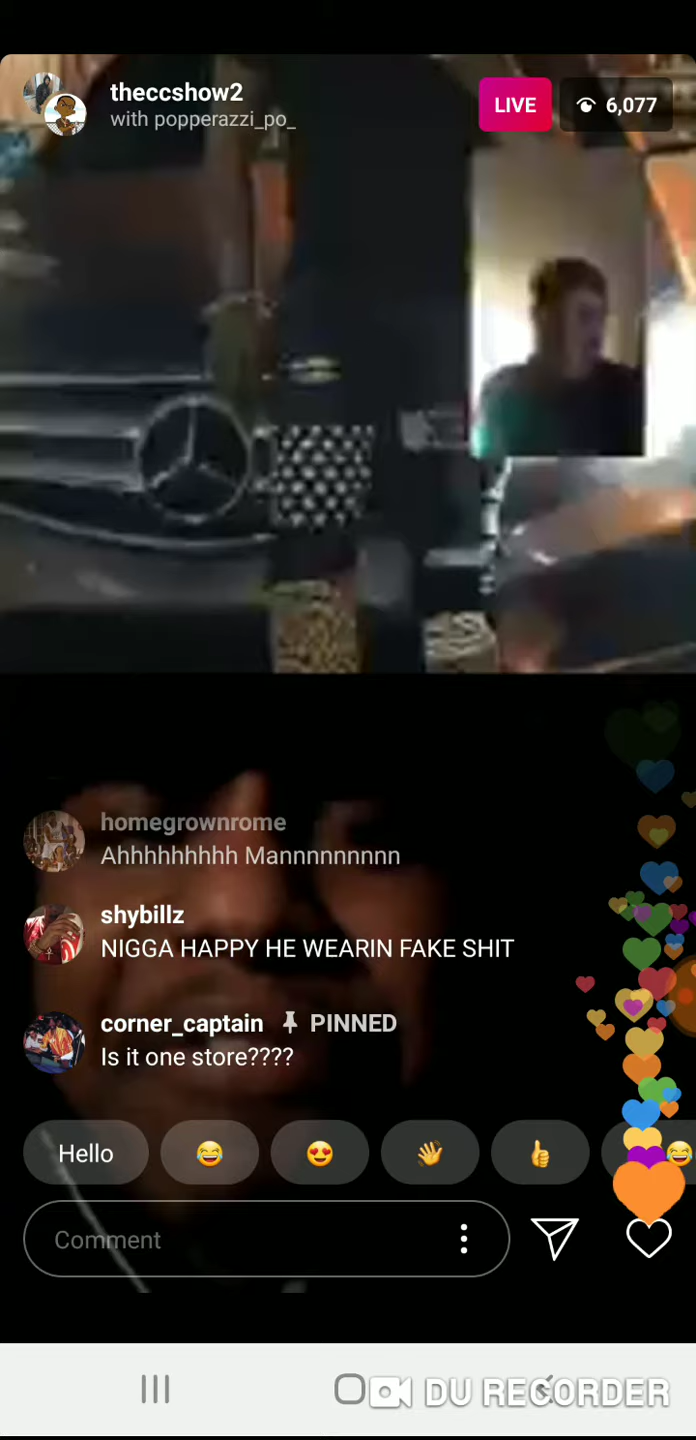 theccshow2
with popperazzi_po_
LIVE
6,077
homegrownrome
Ahhhhhhhhh Mannnnnnnnn
shybillz
NIGGA HAPPY HE WEARIN FAKE SHIT
corner_captain PINNED
Is it one store????
Hello
Comment
DU RECORDER